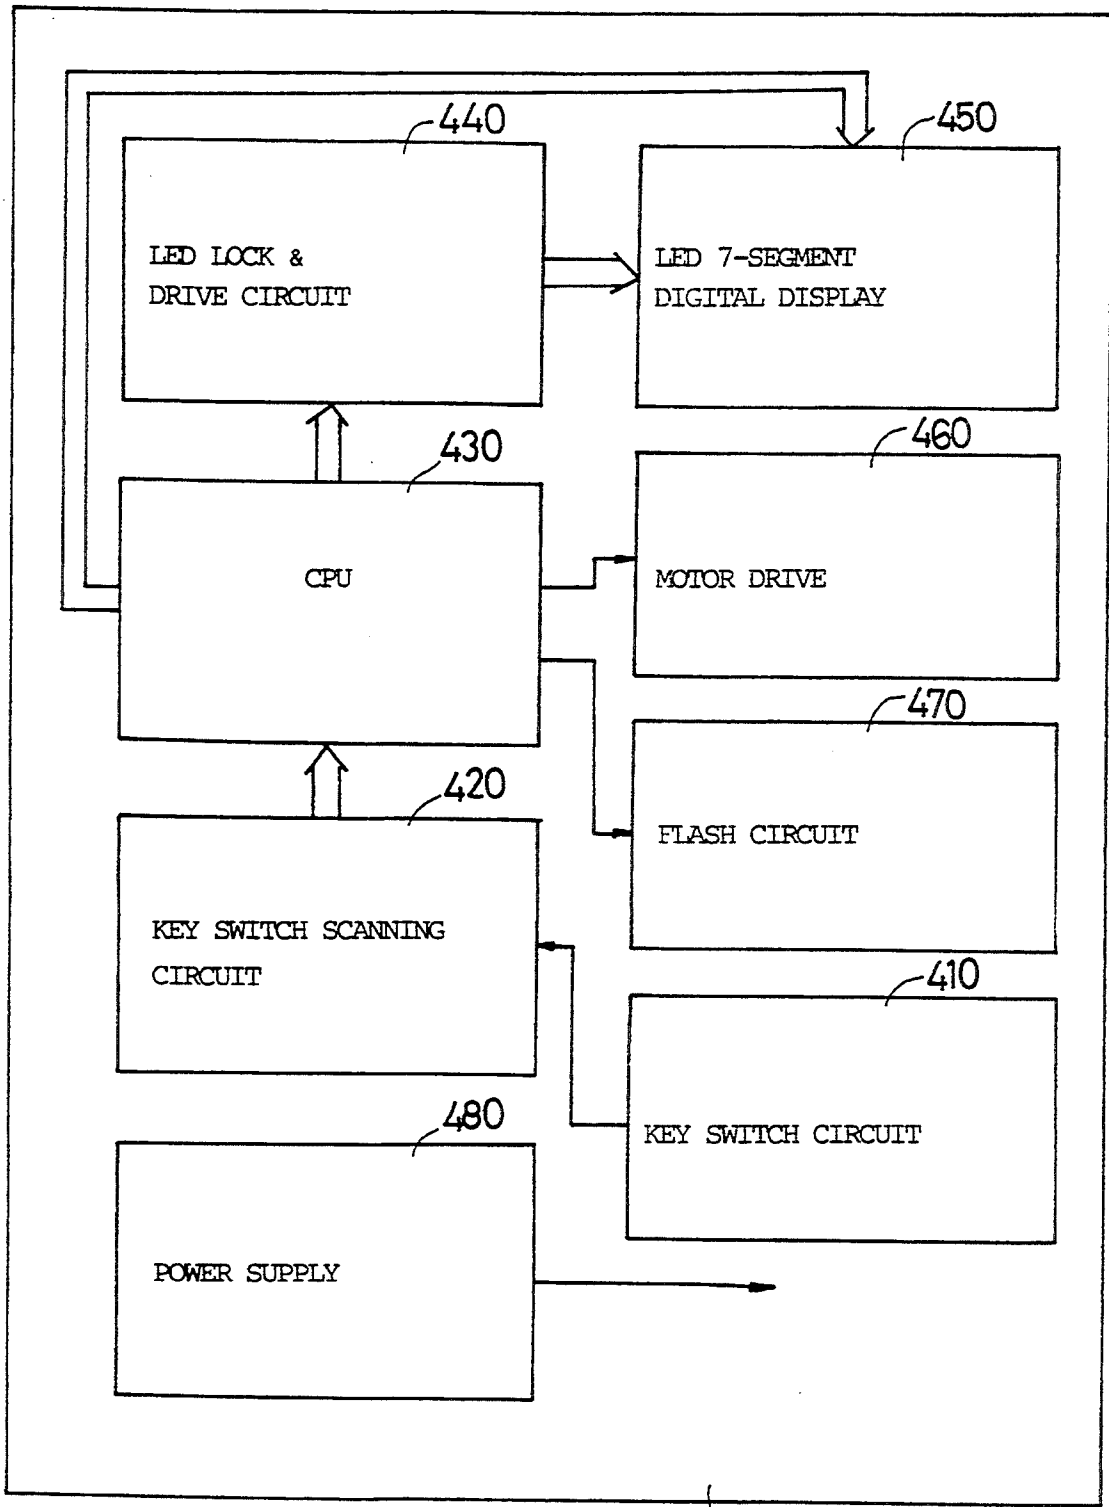 440
450
LED LOCK &
DRIVE CIRCUIT
LED 7-SEGMENT
DIGITAL DISPLAY
430
460
CPU
MOTOR DRIVE
470
420
FLASH CIRCUIT
KEY SWITCH SCANNING
CIRCUIT
410
480
KEY SWITCH CIRCUIT
POWER SUPPLY